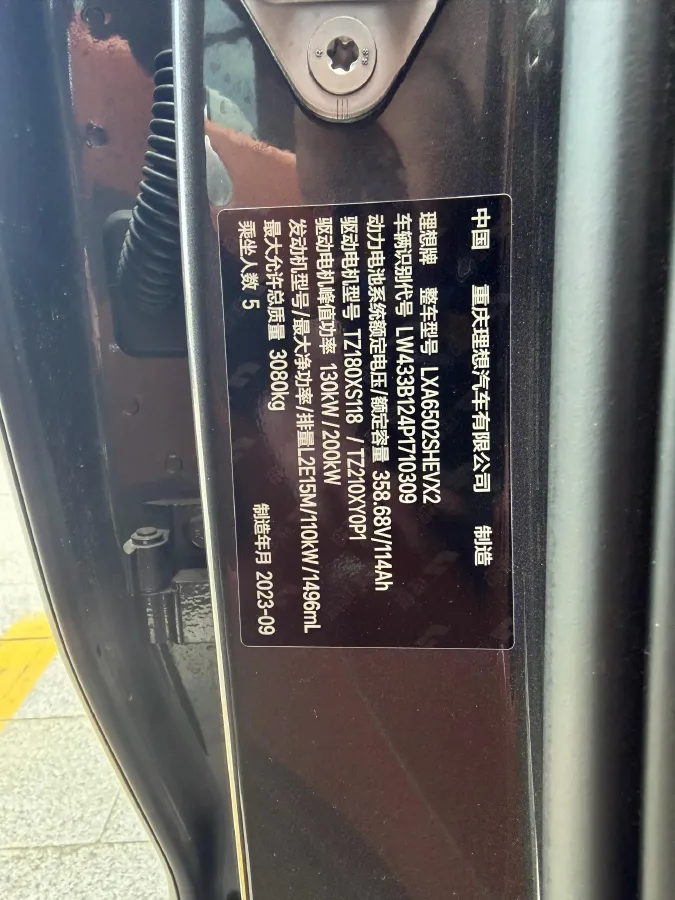 中国 重庆理想汽车有限公司 制造
理想牌 整车型号 LXA6502SHEVX2
车辆识别代号 LW433B124P1710309
动力电池系统额定电压/额定容量 358.68V/114Ah
驱动电机型号 TZ180XS118 /TZ210XY0P1
驱动电机峰值功率 130kW/200kW
发动机型号/最大净功率/排量L2E15M/110kW/1496mL
最大允许总质量 3080kg
乘坐人数 5 制造年月 2023-09